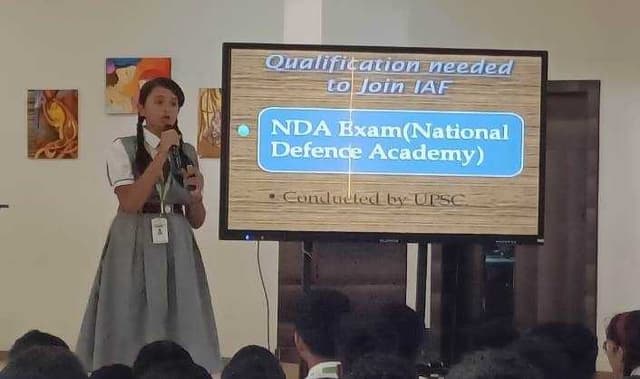 Qualification needed
to Join IAF
NDA Exam(National
Defence Academy)
• Conducted by UPSC.